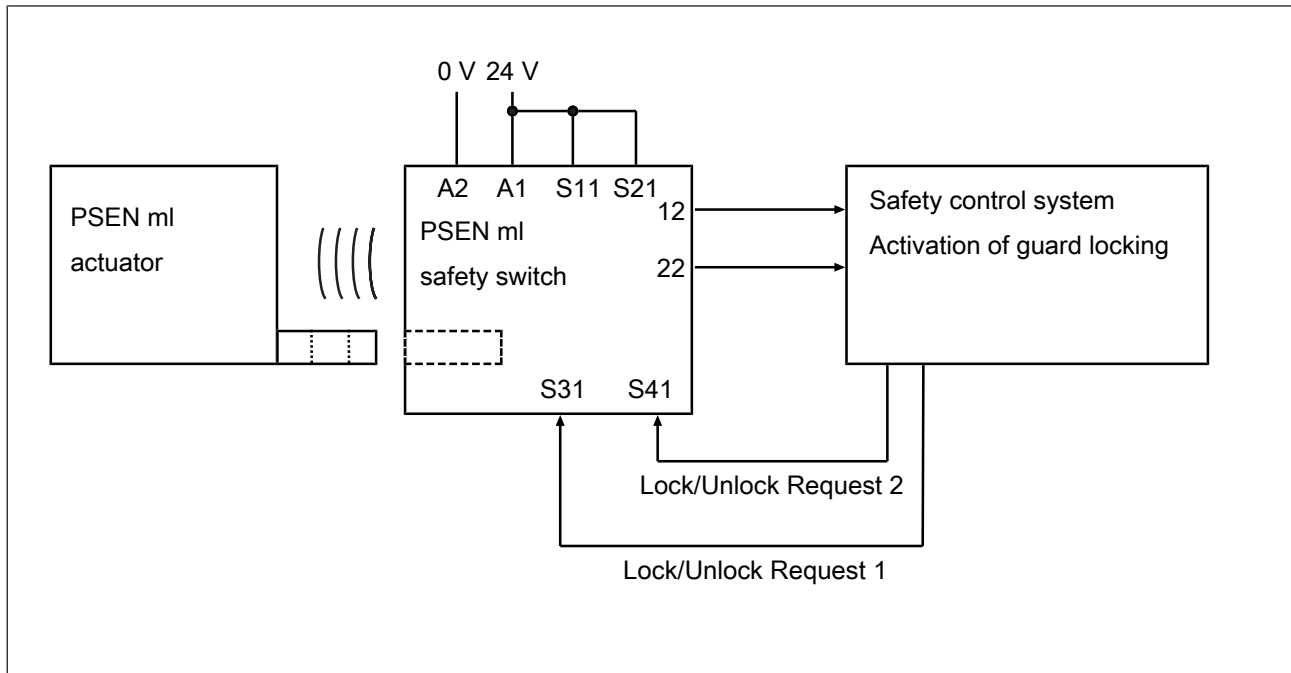 0 V 24 V
A2 A1 S11 S21
PSEN ml
actuator
PSEN ml
safety switch
12
22
S31 S41
Safety control system
Activation of guard locking
Lock/Unlock Request 2
Lock/Unlock Request 1